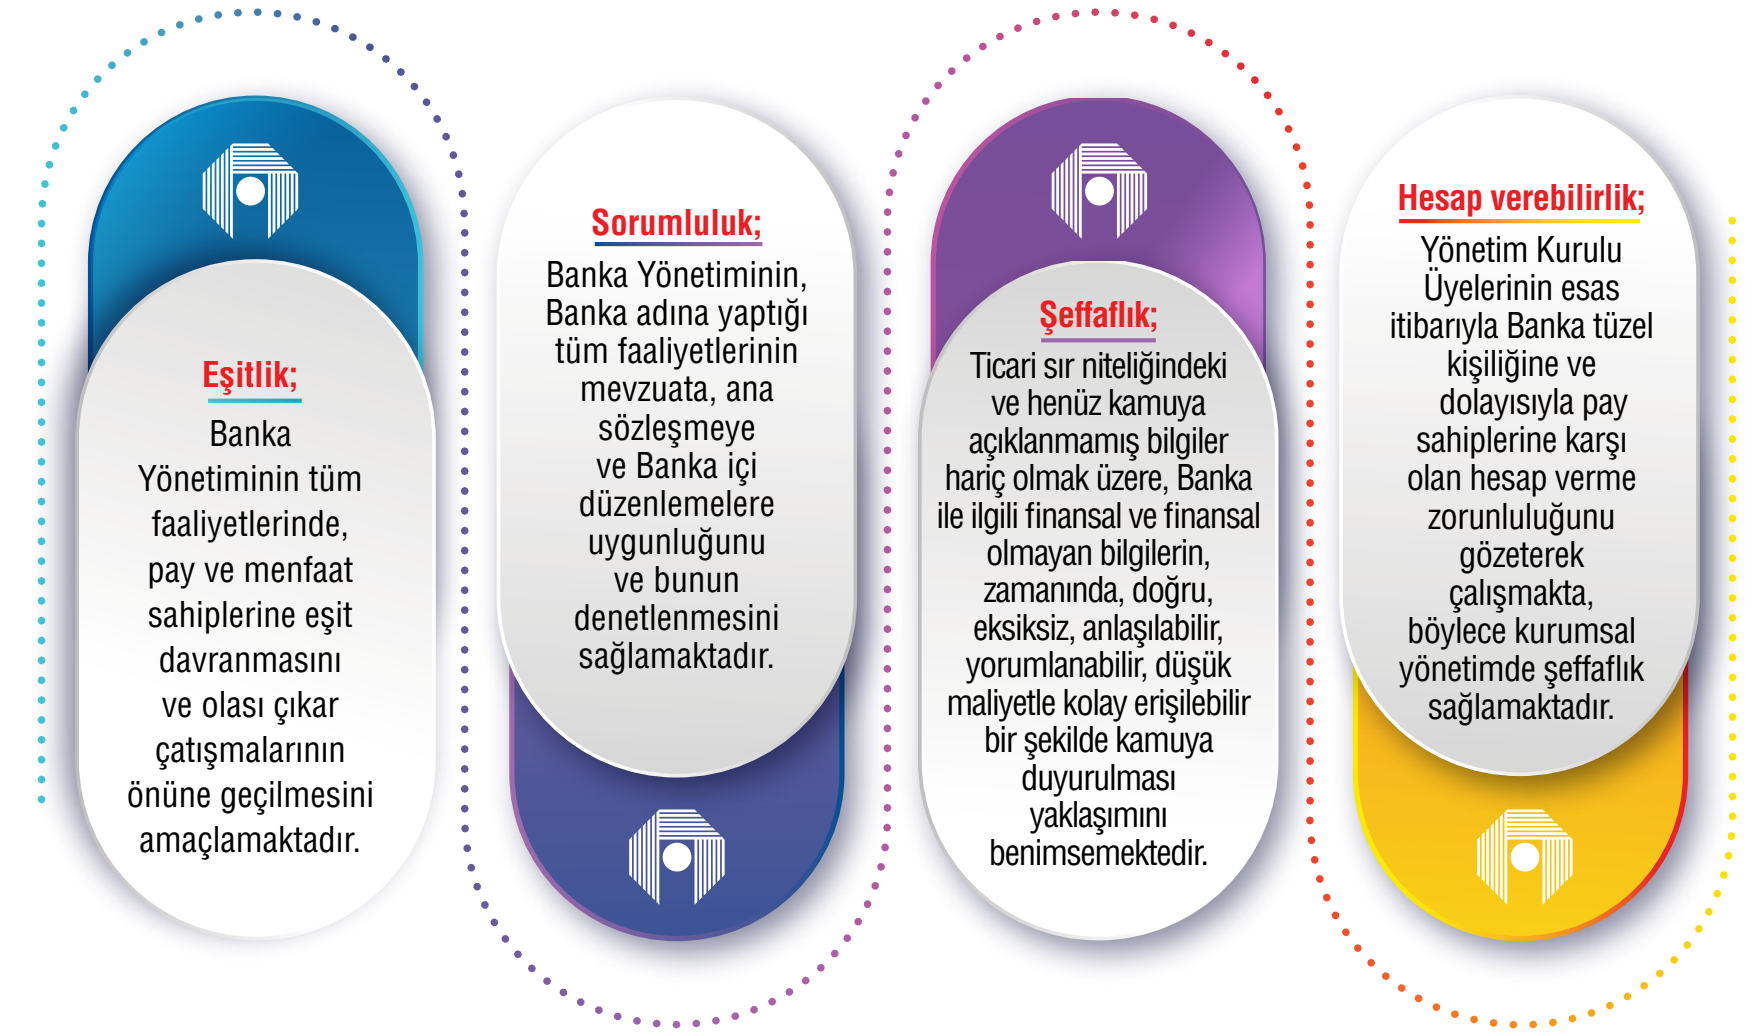 Eşitlik;
Banka
Yönetiminin tüm
faaliyetlerinde,
pay ve menfaat
sahiplerine eşit
davranmasını
ve olası çıkar
çatışmalarının
önüne geçilmesini
amaçlamaktadır.
Sorumluluk;
Banka Yönetiminin,
Banka adına yaptığı
tüm faaliyetlerinin
mevzuata, ana
sözleşmeye
ve Banka içi
düzenlemelere
uygunluğunu
ve bunun
denetlenmesini
sağlamaktadır.
Şeffaflık;
Ticari sır niteliğindeki
ve henüz kamuya
açıklanmamış bilgiler
hariç olmak üzere, Banka
ile ilgili finansal ve finansal
olmayan bilgilerin,
zamanında, doğru,
eksiksiz, anlaşılabilir,
yorumlanabilir, düşük
maliyetle kolay erişilebilir
bir şekilde kamuya
duyurulması
yaklaşımını
benimsemektedir.
Hesap verebilirlik;
Yönetim Kurulu
Üyelerinin esas
itibarıyla Banka tüzel
kişiliğine ve
dolayısıyla pay
sahiplerine karşı
olan hesap verme
zorunluluğunu
gözeterek
çalışmakta,
böylece kurumsal
yönetimde şeffaflık
sağlamaktadır.